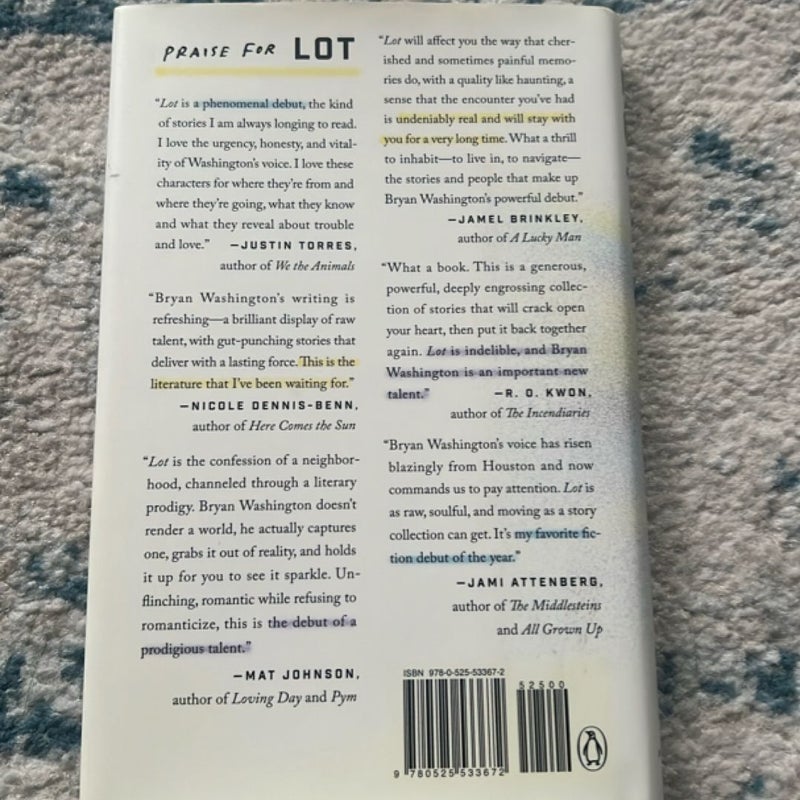 PRAISE FOR LOT
"Lot is a phenomenal debut, the kind
of stories I am always longing to read.
I love the urgency, honesty, and vital-
ity of Washington's voice. I love these
characters for where they're from and
where they're going, what they know
and what they reveal about trouble
and love." —JUSTIN TORRES,
author of We the Animals
"Bryan Washington's writing is
refreshing—a brilliant display of raw
talent, with gut-punching stories that
deliver with a lasting force. This is the
literature that I've been waiting for."
—NICOLE DENNIS-BENN,
author of Here Comes the Sun
"Lot is the confession of a neighbor-
hood, channeled through a literary
prodigy. Bryan Washington doesn't
render a world, he actually captures
one, grabs it out of reality, and holds
it up for you to see it sparkle. Un-
flinching, romantic while refusing to
romanticize, this is the debut of a
prodigious talent."
—MAT JOHNSON,
author of Loving Day and Pym
"Lot will affect you the way that cher-
ished and sometimes painful memo-
ries do, with a quality like haunting, a
sense that the encounter you've had
is undeniably real and will stay with
you for a very long time. What a thrill
to inhabit—to live in, to navigate—
the stories and people that make up
Bryan Washington's powerful debut."
—JAMEL BRINKLEY,
author of A Lucky Man
"What a book. This is a generous,
powerful, deeply engrossing collec-
tion of stories that will crack open
your heart, then put it back together
again. Lot is indelible, and Bryan
Washington is an important new
talent." —R. O. KWON,
author of The Incendiaries
"Bryan Washington's voice has risen
blazingly from Houston and now
commands us to pay attention. Lot is
as raw, soulful, and moving as a story
collection can get. It's my favorite fic-
tion debut of the year."
—JAMI ATTENBERG,
author of The Middlesteins
and All Grown Up
ISBN 978-0-525-53367-2
52500
9 780525 533672